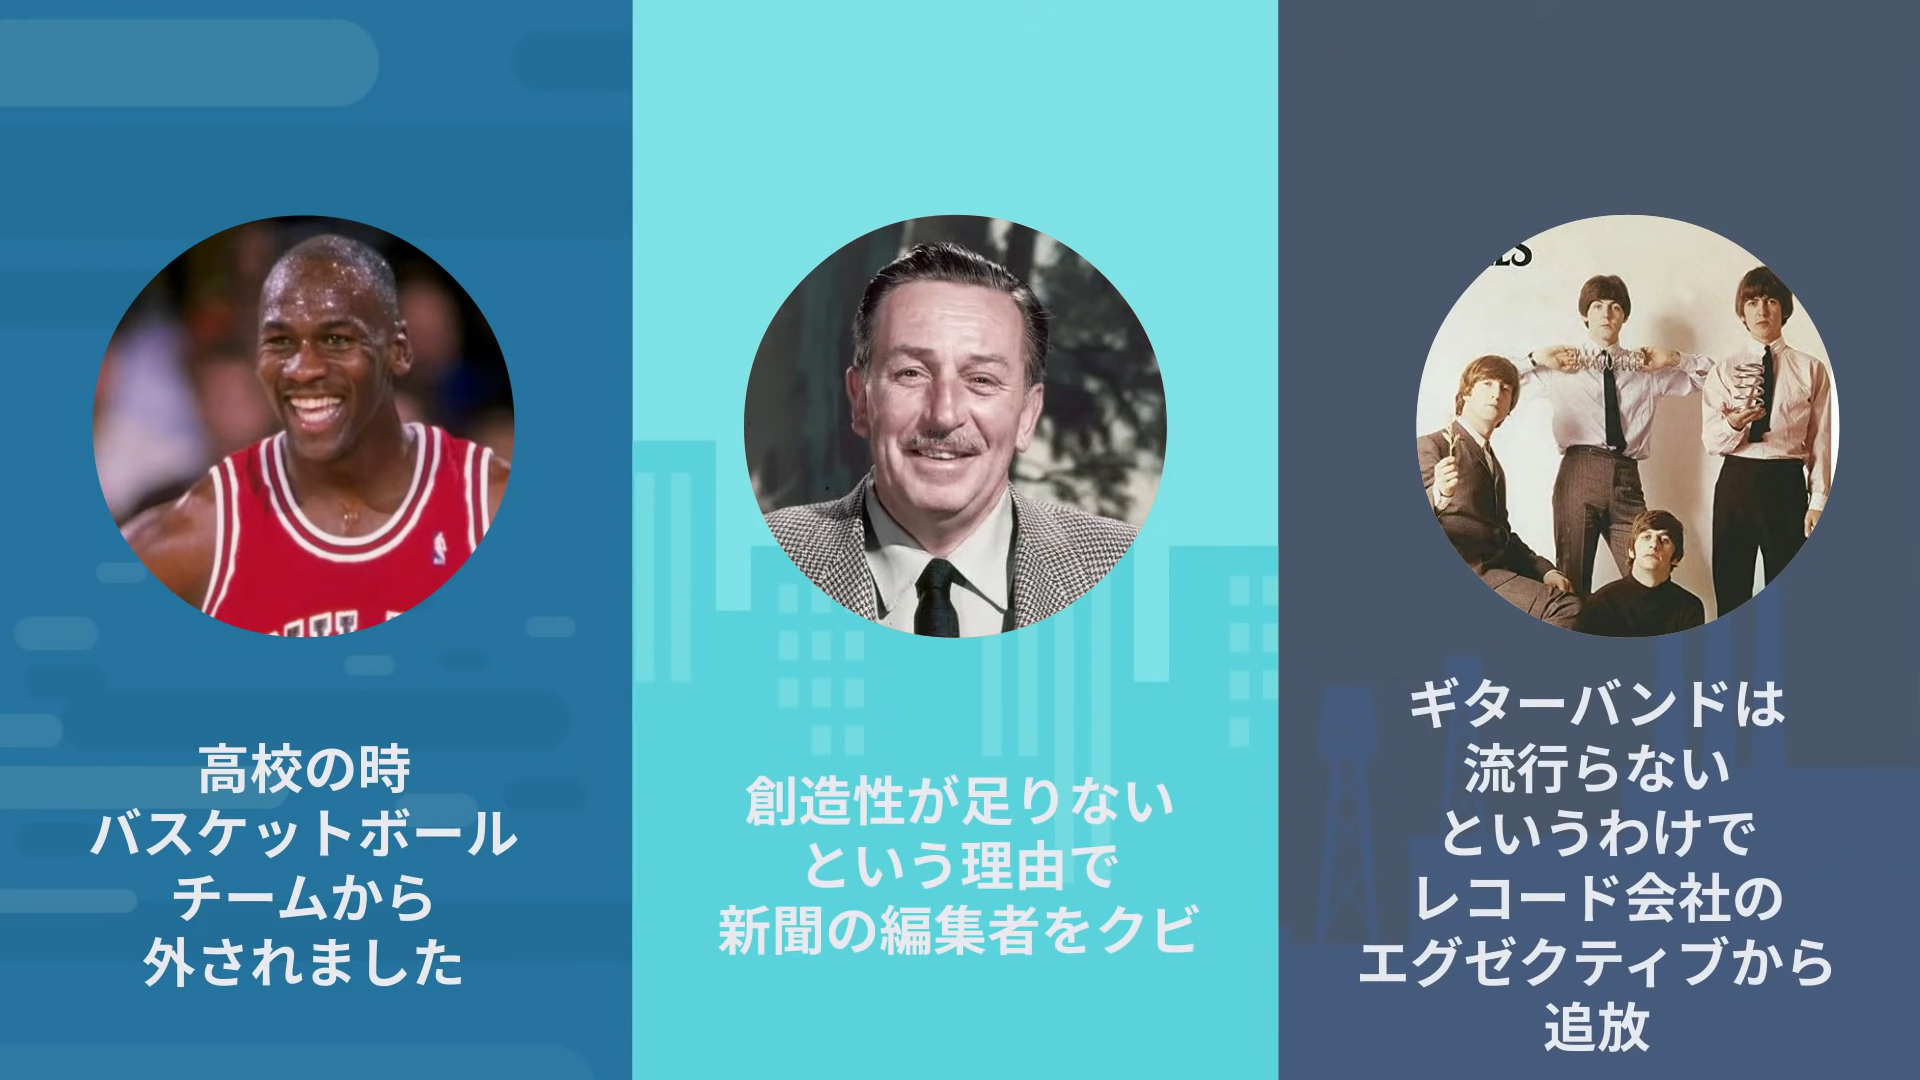 高校の時
バスケットボール
チームから
外されました
創造性が足りない
という理由で
新聞の編集者をクビ
ギターバンドは
流行らない
というわけで
レコード会社の
エグゼクティブから
追放